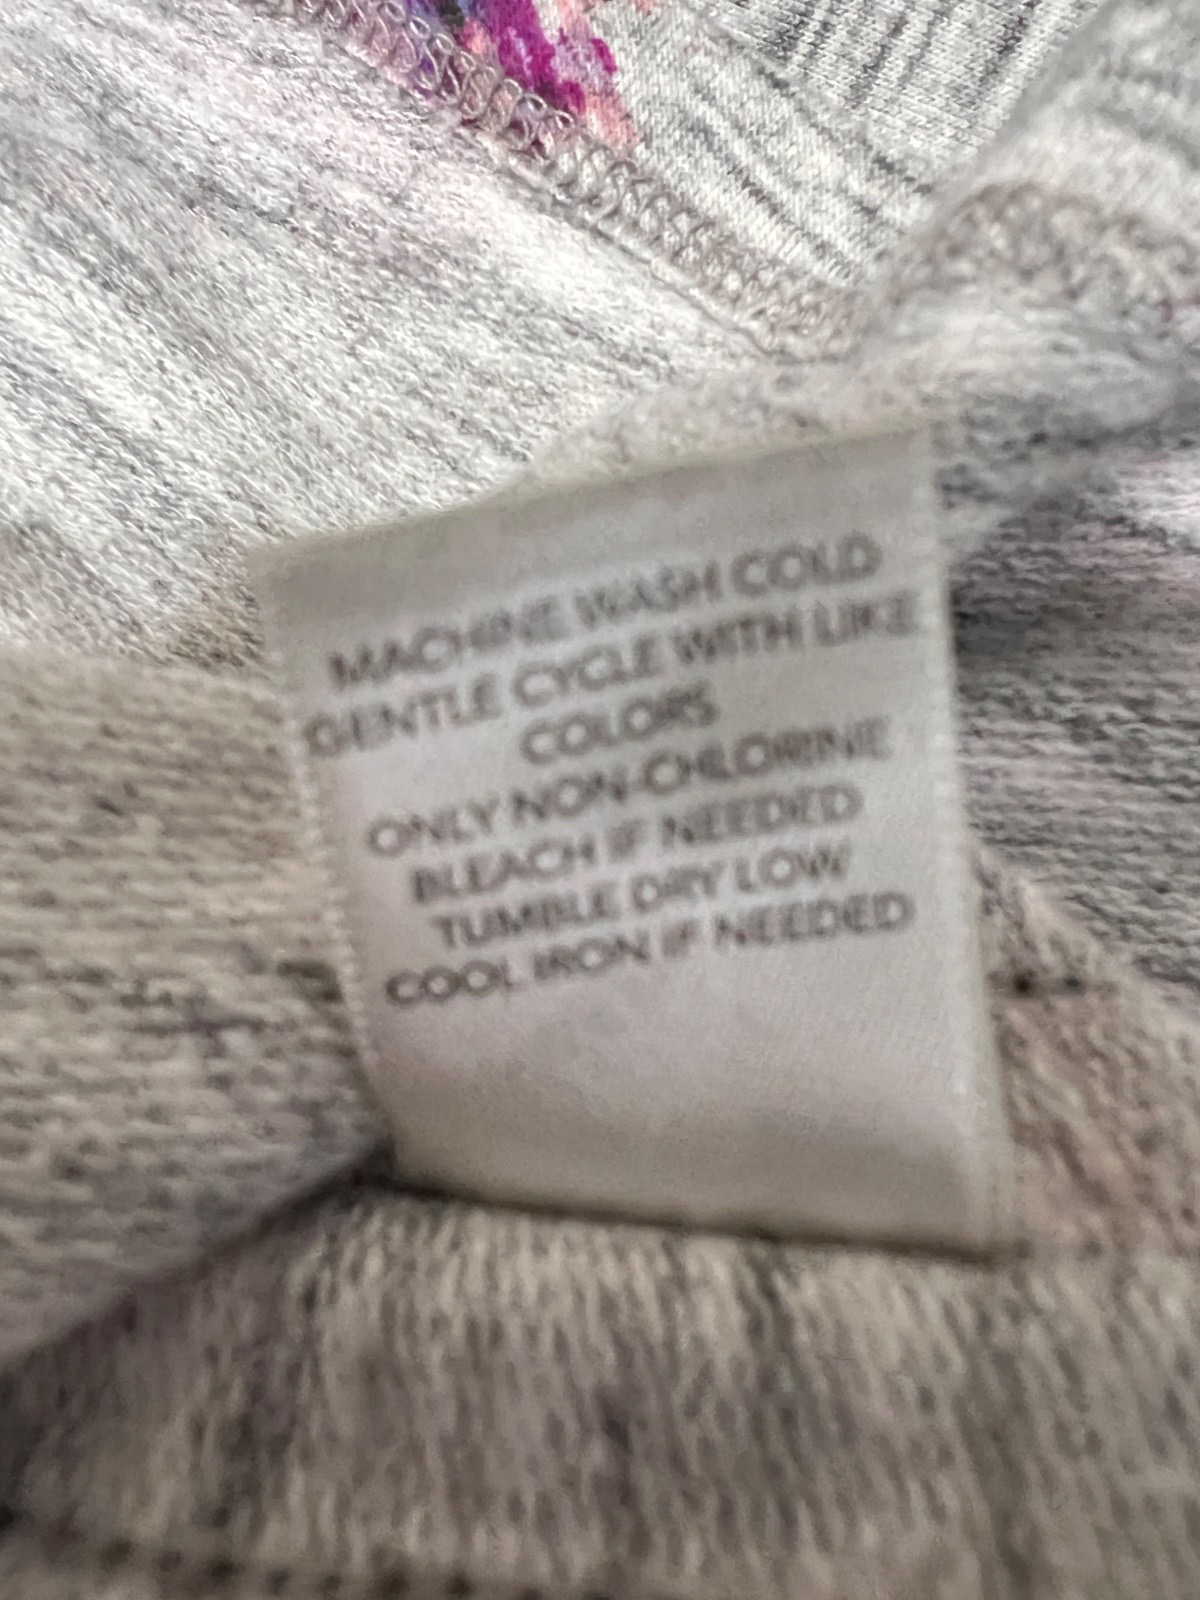 MACHINE WASH COLD
GENTLE CYCLE WITH LIKE
COLORS
ONLY NON-CHLORINE
BLEACH IF NEEDED
TUMBLE DRY LOW
COOL IRON IF NEEDED